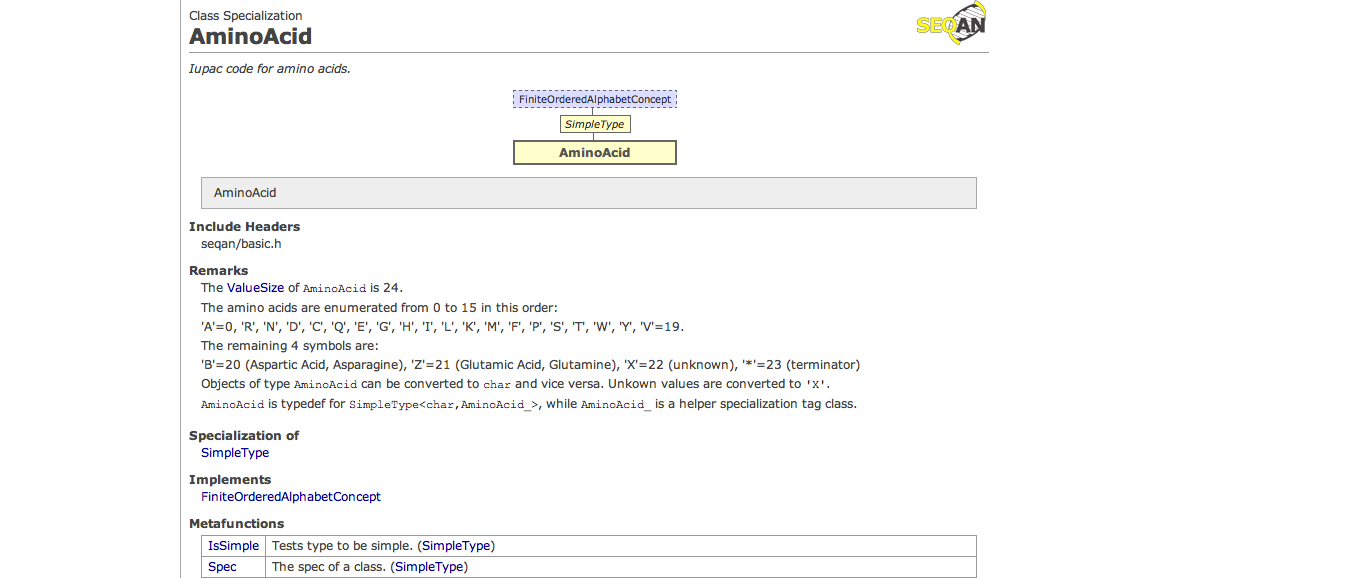 Class Specialization
AminoAcid
SEQAN
Iupac code for amino acids.
FiniteOrderedAlphabetConcept
SimpleType
AminoAcid
AminoAcid
Include Headers
seqan/basic.h
Remarks
The ValueSize of AminoAcid is 24.
The amino acids are enumerated from 0 to 15 in this order:
'A'=0, 'R', 'N', 'D', 'C', 'Q', 'E', 'G', 'H', 'I', 'L', 'K', 'M', 'F', 'P', 'S', 'T', 'W', 'Y', 'V'=19.
The remaining 4 symbols are:
'B'=20 (Aspartic Acid, Asparagine), 'Z'=21 (Glutamic Acid, Glutamine), 'X'=22 (unknown), '*'=23 (terminator)
Objects of type AminoAcid can be converted to char and vice versa. Unkown values are converted to 'X'.
AminoAcid is typedef for SimpleType<char,AminoAcid_>, while AminoAcid_ is a helper specialization tag class.
Specialization of
SimpleType
Implements
FiniteOrderedAlphabetConcept
Metafunctions
IsSimple Tests type to be simple. (SimpleType)
Spec The spec of a class. (SimpleType)